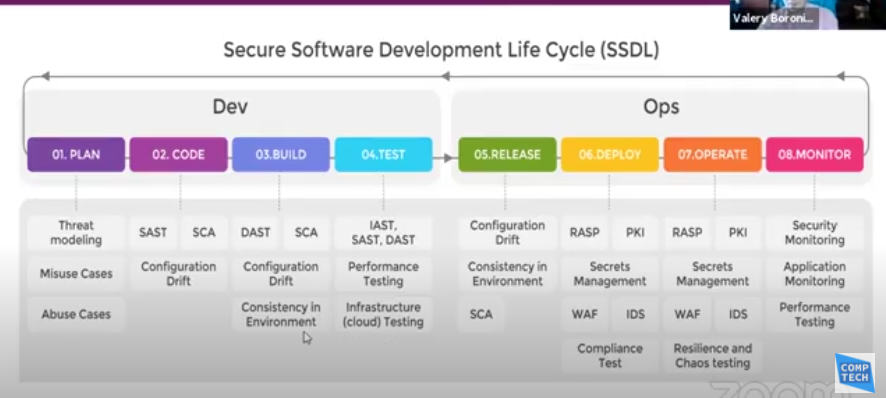 Valery Boroni...
Secure Software Development Life Cycle (SSDL)
Dev
Ops
01. PLAN
02. CODE
03.BUILD
04.TEST
05.RELEASE
06.DEPLOY
07.OPERATE
08.MONITOR
Threat
modeling
Misuse Cases
Abuse Cases
SAST
SCA
Configuration
Drift
DAST
SCA
Configuration
Drift
Consistency in
Environment
IAST,
SAST, DAST
Performance
Testing
Infrastructure
(cloud) Testing
Configuration
Drift
Consistency in
Environment
SCA
RASP
PKI
Secrets
Management
WAF
IDS
Compliance
Test
RASP
PKI
Secrets
Management
WAF
IDS
Resilience and
Chaos testing
Security
Monitoring
Application
Monitoring
Performance
Testing
COMP
TECH
zoom